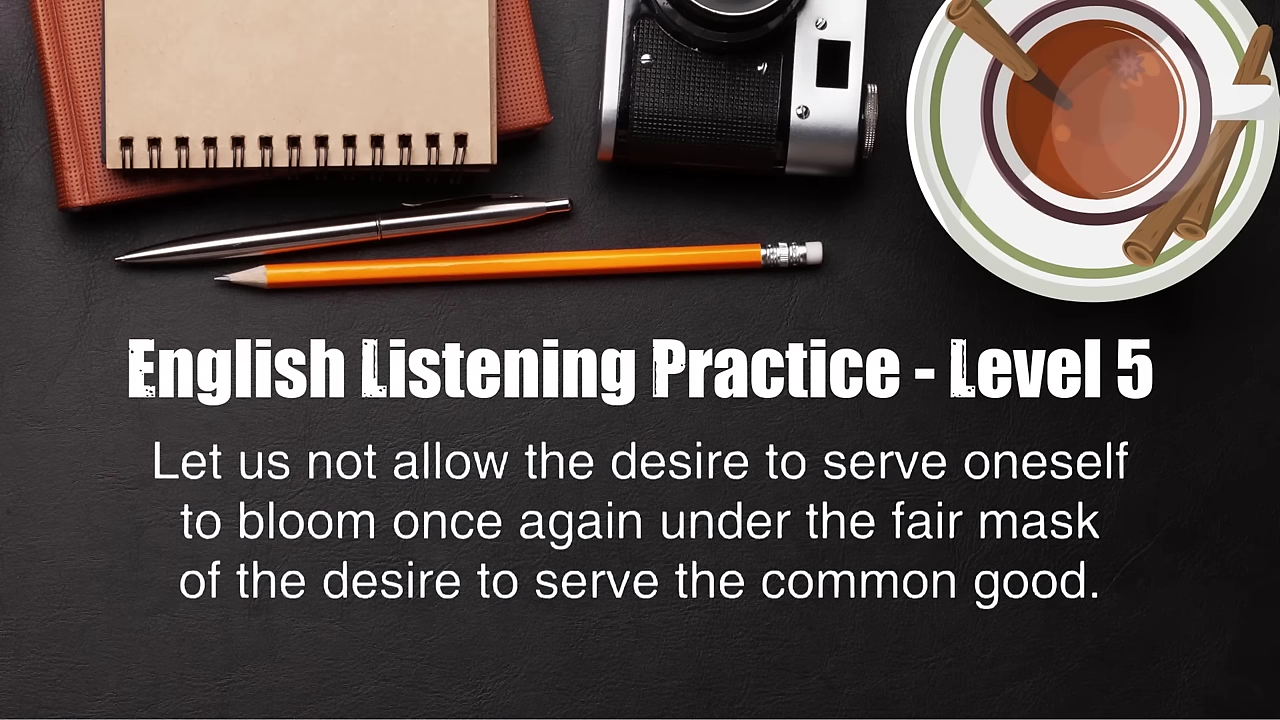 English Listening Practice - Level 5
Let us not allow the desire to serve oneself
to bloom once again under the fair mask
of the desire to serve the common good.